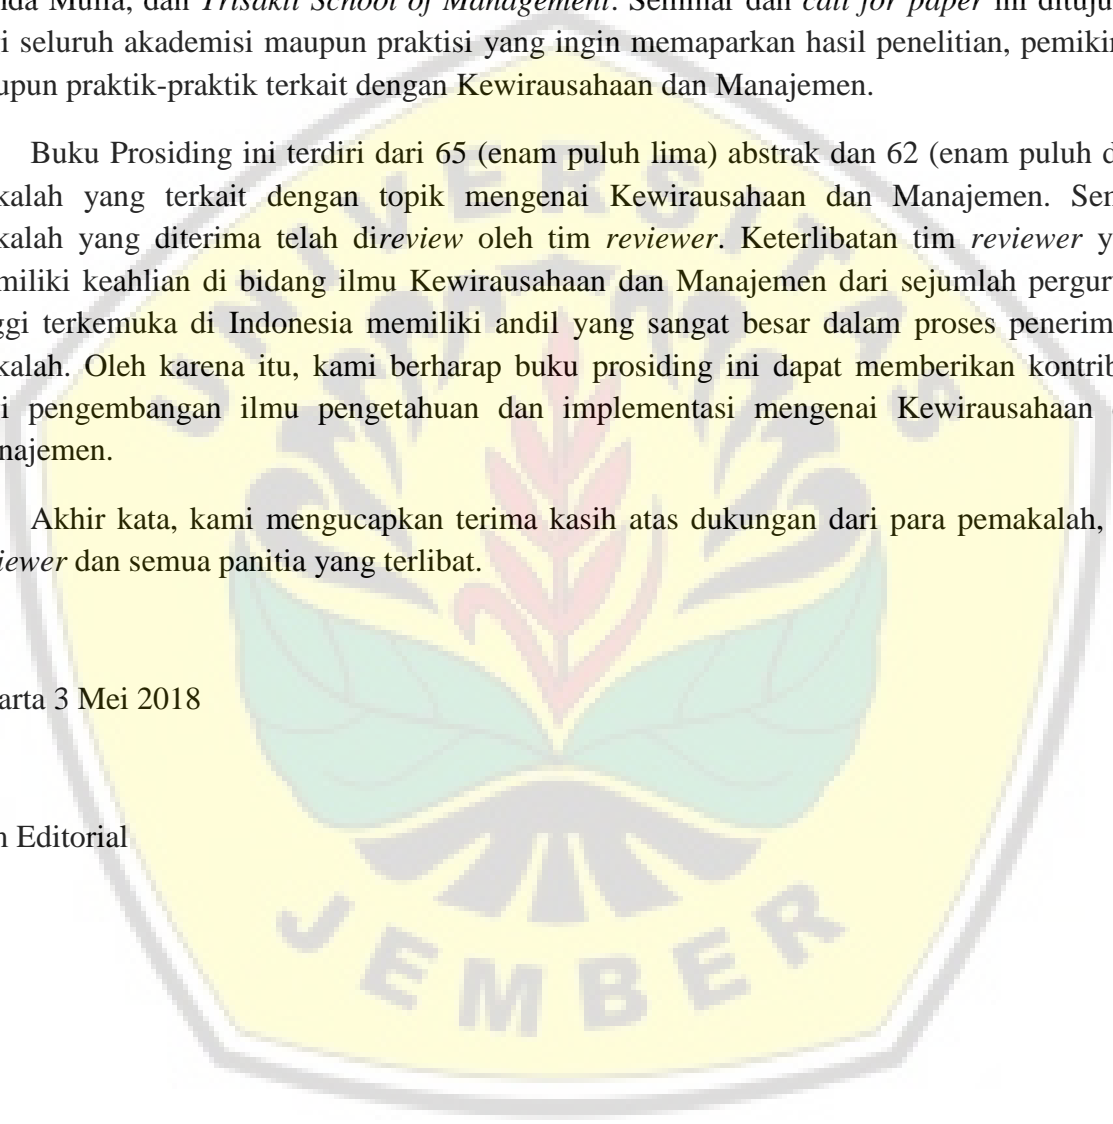 nda Mulia, dan Trisakti School of Management. Seminar dan call for paper ini dituju
i seluruh akademisi maupun praktisi yang ingin memaparkan hasil penelitian, pemikir
upun praktik-praktik terkait dengan Kewirausahaan dan Manajemen.
Buku Prosiding ini terdiri dari 65 (enam puluh lima) abstrak dan 62 (enam puluh d
kalah yang terkait dengan topik mengenai Kewirausahaan dan Manajemen. Sem
kalah yang diterima telah direview oleh tim reviewer. Keterlibatan tim reviewer y
miliki keahlian di bidang ilmu Kewirausahaan dan Manajemen dari sejumlah pergur
ggi terkemuka di Indonesia memiliki andil yang sangat besar dalam proses penerim
kalah. Oleh karena itu, kami berharap buku prosiding ini dapat memberikan kontrib
i pengembangan ilmu pengetahuan dan implementasi mengenai Kewirausahaan
najemen.
Akhir kata, kami mengucapkan terima kasih atas dukungan dari para pemakalah,
iewer dan semua panitia yang terlibat.
arta 3 Mei 2018
n Editorial
UNIVERSITAS
JEMBER